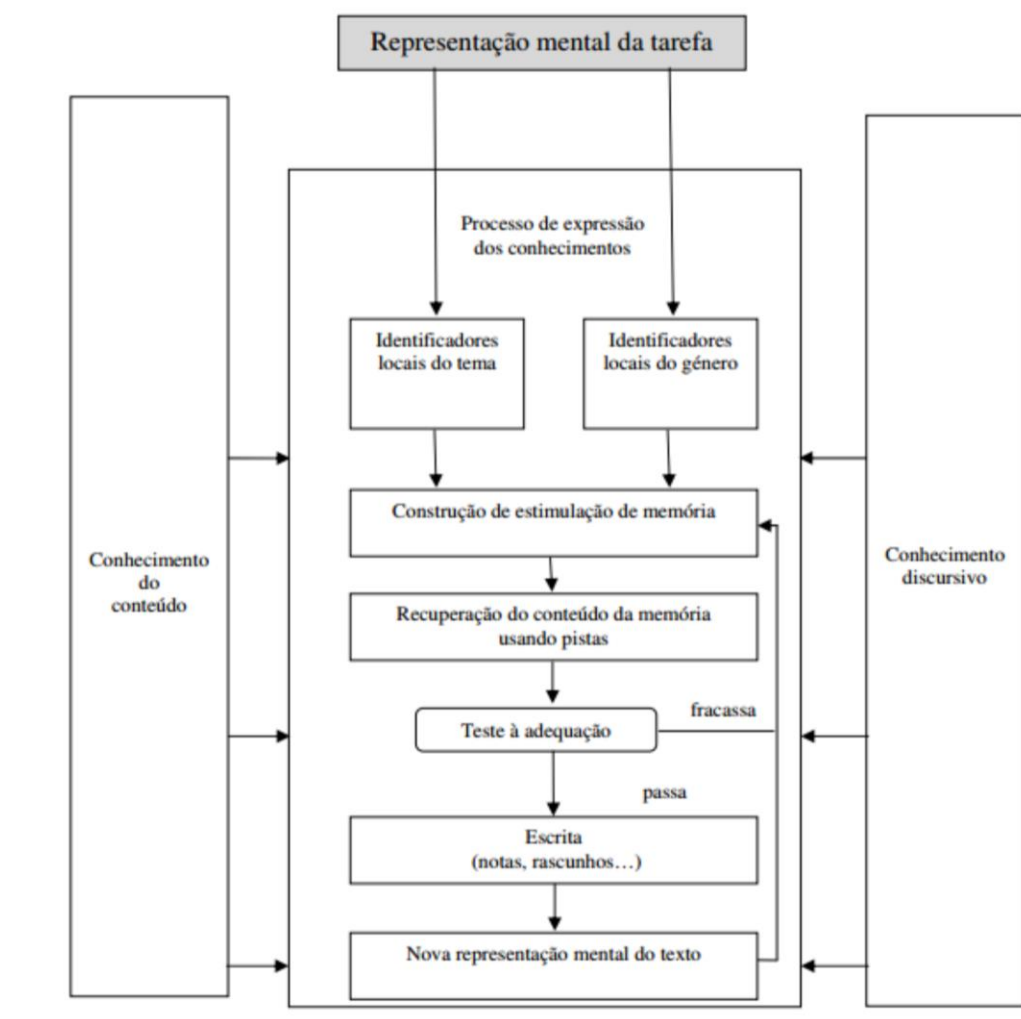 Representação mental da tarefa
Processo de expressão
dos conhecimentos
Identificadores
locais do tema
Identificadores
locais do género
Construção de estimulação de memória
Conhecimento
do
conteúdo
Conhecimento
discursivo
Recuperação do conteúdo da memória
usando pistas
fracassa
Teste à adequação
passa
Escrita
(notas, rascunhos…)
Nova representação mental do texto